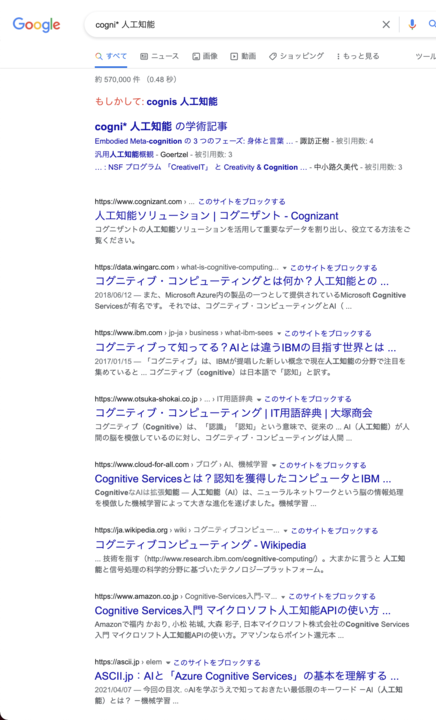 Google
cogni* 人工知能
すべて ニュース 画像 動画 ショッピング もっと見る ツール
約 570,000 件 （0.48 秒）
もしかして: cognis 人工知能
cogni* 人工知能 の学術記事
Embodied Meta-cognition の 3 つのフェーズ: 身体と言葉 … - 諏訪正樹 - 被引用数: 4
汎用人工知能概観 - Goertzel - 被引用数: 3
… : NSF プログラム 「CreativeIT」 と Creativity & Cognition … - 中小路久美代 - 被引用数: 3
https://www.cognizant.com › ... このサイトをブロックする
人工知能ソリューション | コグニザント - Cognizant
コグニザントの人工知能ソリューションを活用して重要なデータを割り出し、役立てる方法をご
覧ください。
https://data.wingarc.com › what-is-cognitive-computing... このサイトをブロックする
コグニティブ・コンピューティングとは何か？人工知能との ...
2018/06/12 — また、Microsoft Azure内の製品の一つとして提供されているMicrosoft Cognitive
Servicesが有名です。 それでは、コグニティブ・コンピューティングとAI（ ...
https://www.ibm.com › jp-ja › business › what-ibm-sees このサイトをブロックする
コグニティブって知ってる？AIとは違うIBMの目指す世界とは ...
2017/01/15 — 「コグニティブ」は、IBMが提唱した新しい概念で現在人工知能の分野で注目を
集めていると ... コグニティブ（cognitive）は日本語で「認知」と訳す。
https://www.otsuka-shokai.co.jp › ... › IT用語辞典 このサイトをブロックする
コグニティブ・コンピューティング | IT用語辞典 | 大塚商会
コグニティブ（Cognitive）は、「認識」「認知」という意味で、従来の ... AI（人工知能）が人
間の脳を模倣しているのに対し、コグニティブ・コンピューティングは人間 ...
https://www.cloud-for-all.com › ブログ › AI、機械学習 このサイトをブロックする
Cognitive Servicesとは？認知を獲得したコンピュータとIBM ...
CognitiveなAIは拡張知能 — 人工知能（AI）は、ニューラルネットワークという脳の情報処理
を模倣した機械学習によって大きな進化を遂げました。機械学習 ...
https://ja.wikipedia.org › wiki › コグニティブコンピュー... このサイトをブロックする
コグニティブコンピューティング - Wikipedia
... 技術を指す（http://www.research.ibm.com/cognitive-computing/）。大まかに言うと 人工知
能と信号処理の科学的分野に基づいたテクノロジープラットフォーム。
https://www.amazon.co.jp › Cognitive-Services入門-マ... このサイトをブロックする
Cognitive Services入門 マイクロソフト人工知能APIの使い方 ...
Amazonで福内 かおり, 小松 祐城, 大森 彩子, 日本マイクロソフト株式会社のCognitive Services
入門 マイクロソフト人工知能APIの使い方。アマゾンならポイント還元本 ...
https://ascii.jp › elem このサイトをブロックする
ASCII.jp：AIと「Azure Cognitive Services」の基本を理解する ...
2021/04/07 — 今回の目次. ○AIを学ぶうえで知っておきたい最低限のキーワード －AI（人工知
能）とは？ －機械学習とは？ ...